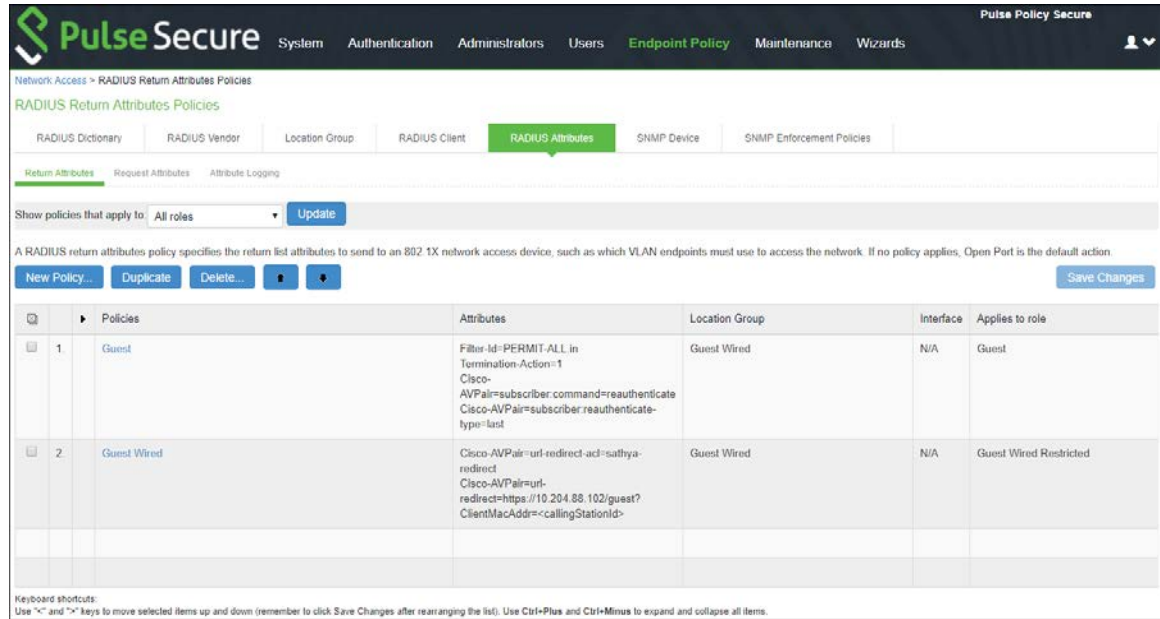 Pulse Policy Secure
Pulse Secure
System Authentication Administrators Users Endpoint Policy Maintenance Wizards
Network Access > RADIUS Return Attributes Policies
RADIUS Return Attributes Policies
RADIUS Dictionary RADIUS Vendor Location Group RADIUS Client RADIUS Attributes SNMP Device SNMP Enforcement Policies
Return Attributes Request Attributes Attribute Logging
Show policies that apply to: All roles Update
A RADIUS return attributes policy specifies the return list attributes to send to an 802.1X network access device, such as which VLAN endpoints must use to access the network. If no policy applies, Open Port is the default action.
New Policy... Duplicate Delete... Save Changes
Policies Attributes Location Group Interface Applies to role
1. Guest Filter-Id=PERMIT-ALL.in Guest Wired N/A Guest
Termination-Action=1
Cisco-
AVPair=subscriber:command=reauthenticate
Cisco-AVPair=subscriber:reauthenticate-
type=last
2. Guest Wired Cisco-AVPair=url-redirect-acl=sathya- Guest Wired N/A Guest Wired Restricted
redirect
Cisco-AVPair=url-
redirect=https://10.204.88.102/guest?
ClientMacAddr=<callingStationId>
Keyboard shortcuts:
Use "<" and ">" keys to move selected items up and down (remember to click Save Changes after rearranging the list). Use Ctrl+Plus and Ctrl+Minus to expand and collapse all items.